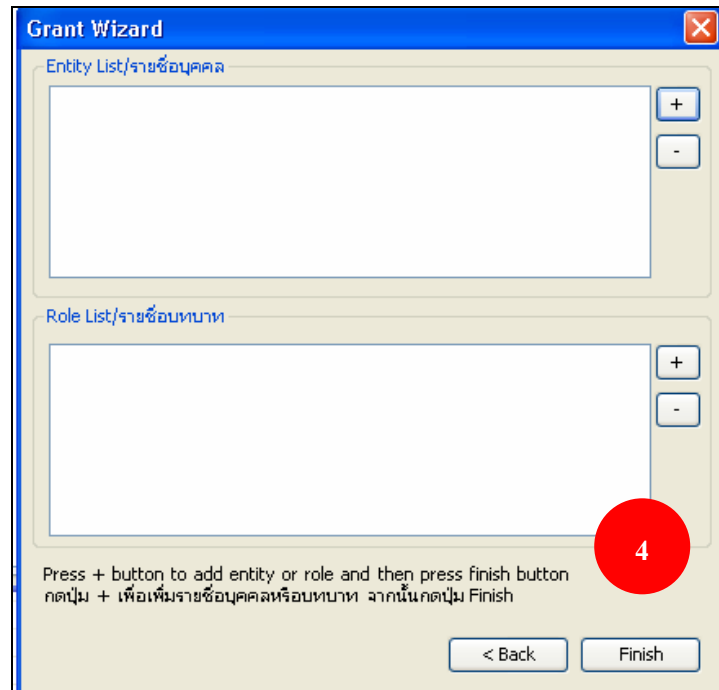 Grant Wizard
Entity List/รายชื่อบุคคล
+
-
Role List/รายชื่อบทบาท
+
-
4
Press + button to add entity or role and then press finish button
กดปุ่ม + เพื่อเพิ่มรายชื่อบุคคลหรือบทบาท จากนั้นกดปุ่ม Finish
< Back
Finish